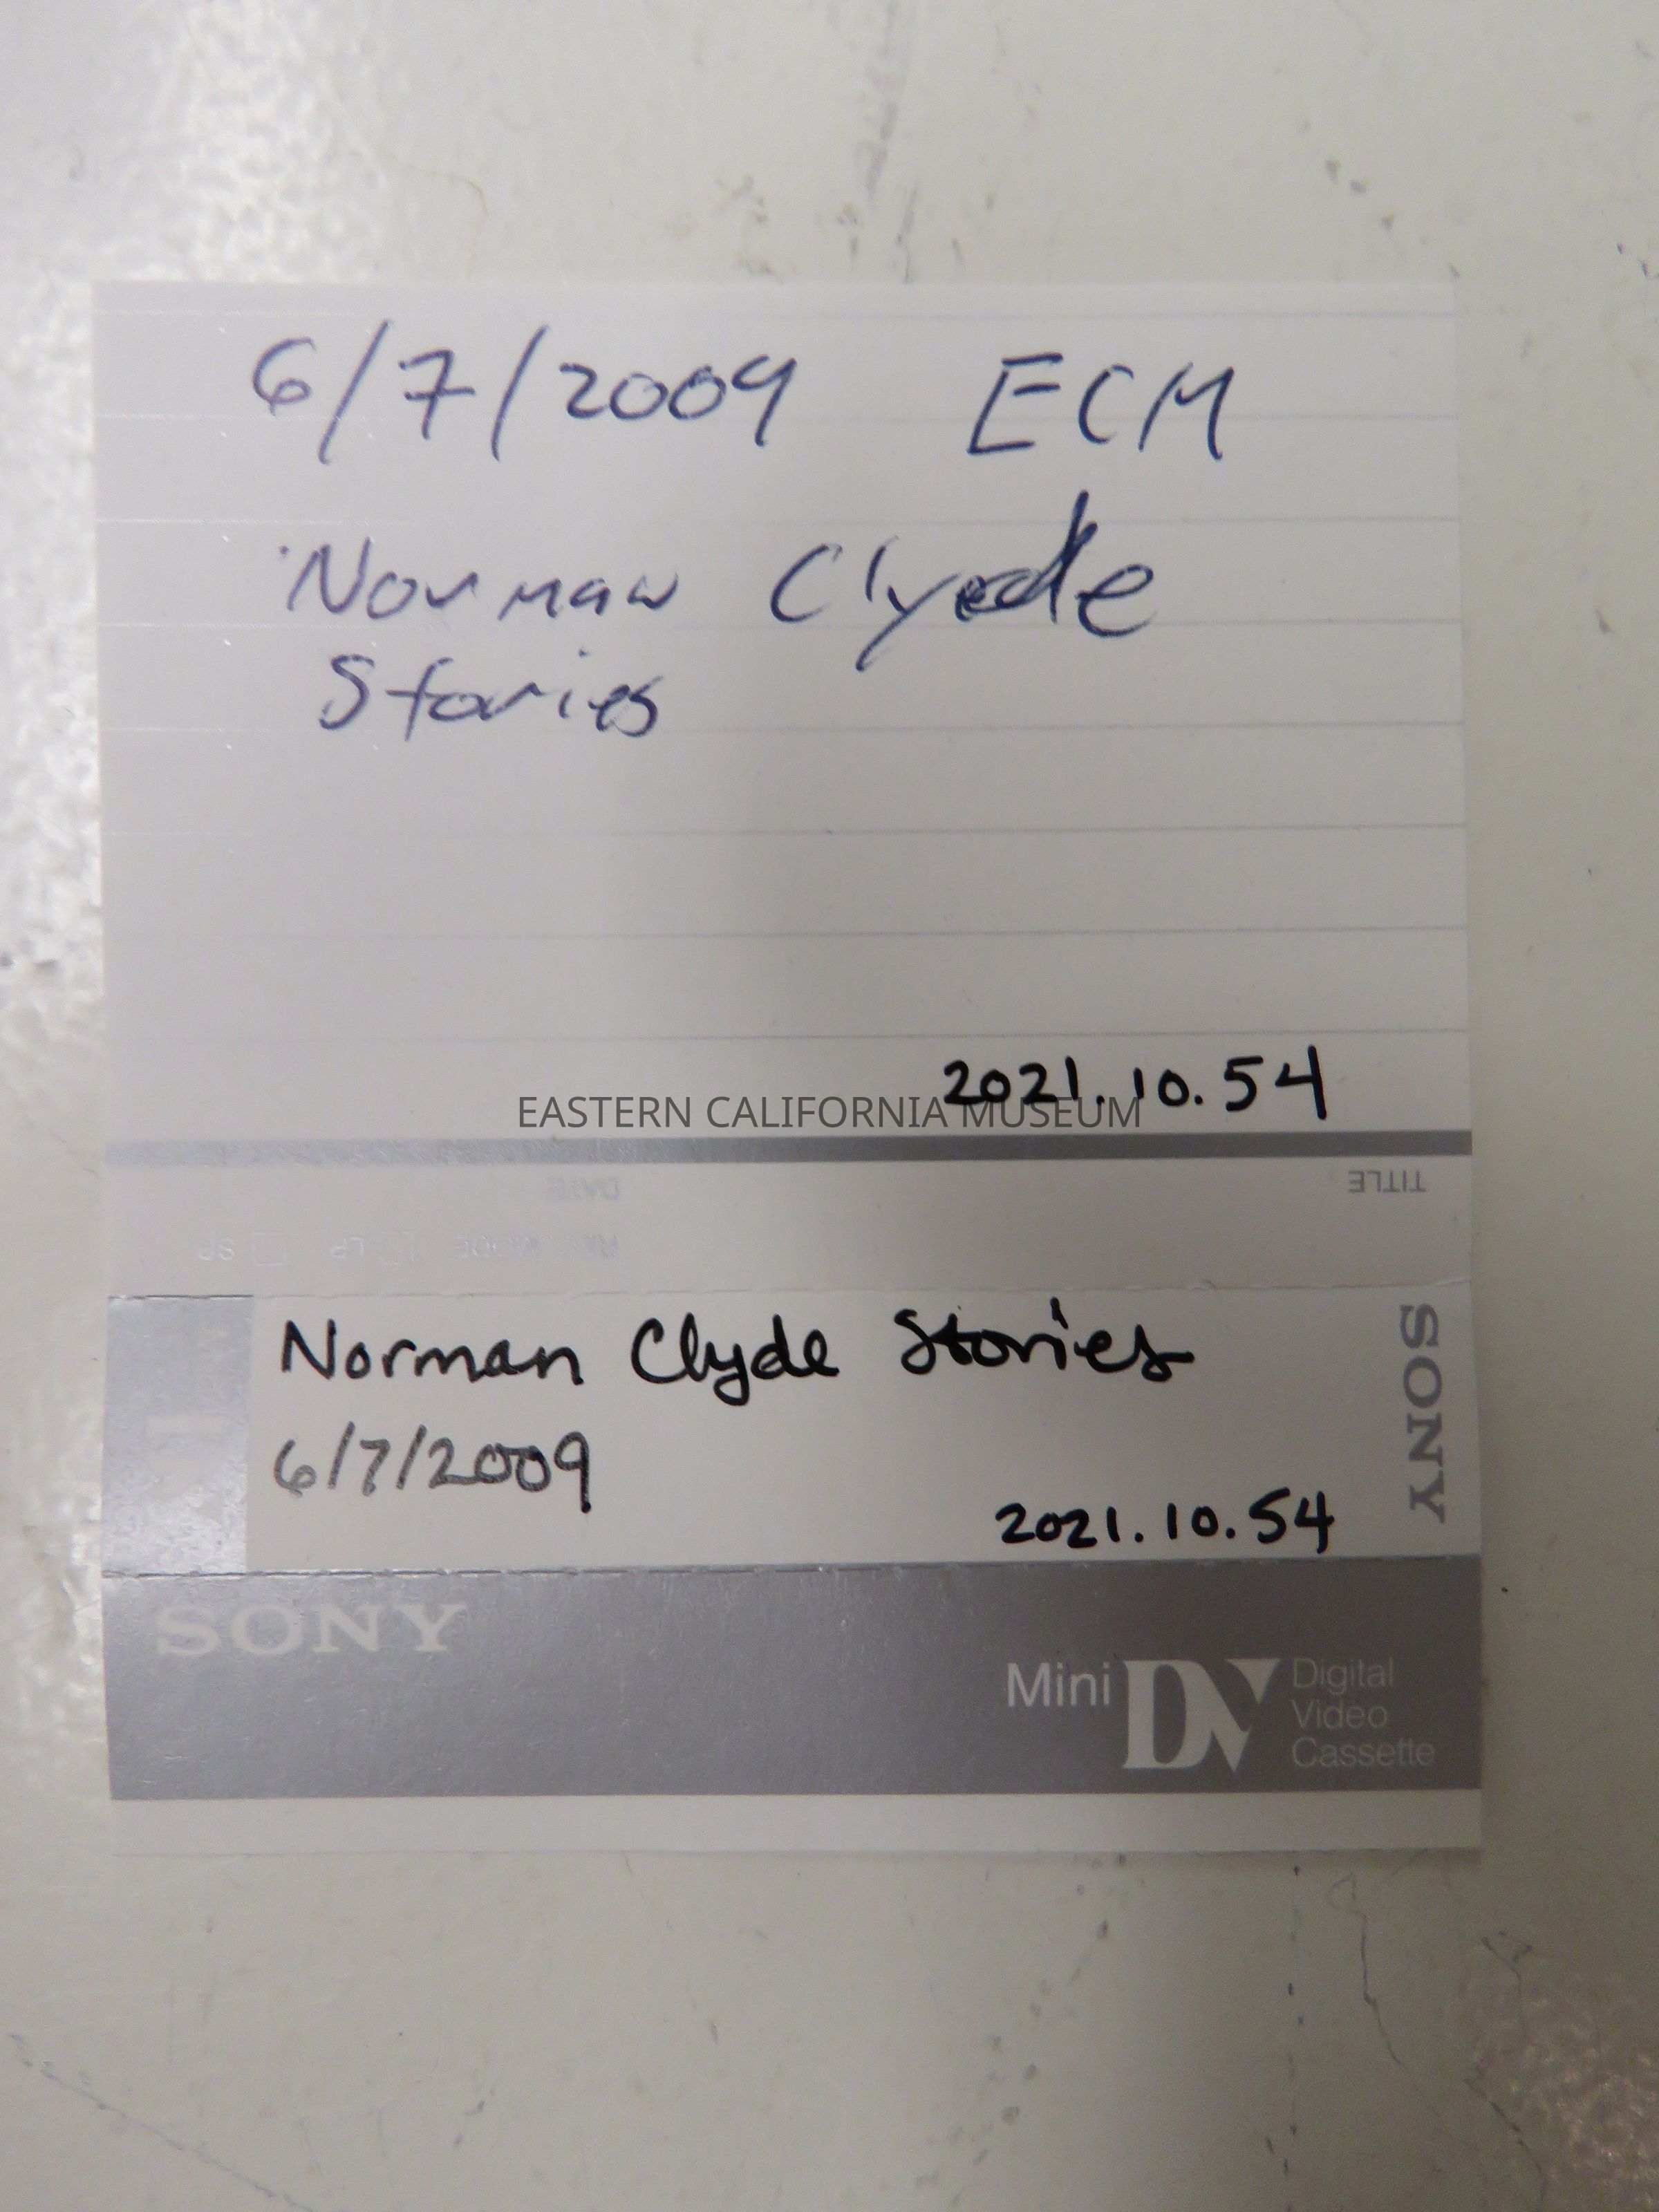 6/7/2009 ECM
Norman Clyde
Stories
2021.10.54
EASTERN CALIFORNIA MUSEUM
TITLE
DATE
REC MODE LP SP
Norman Clyde Stories
6/7/2009
2021.10.54
SONY
SONY
Mini DV Digital
Video
Cassette